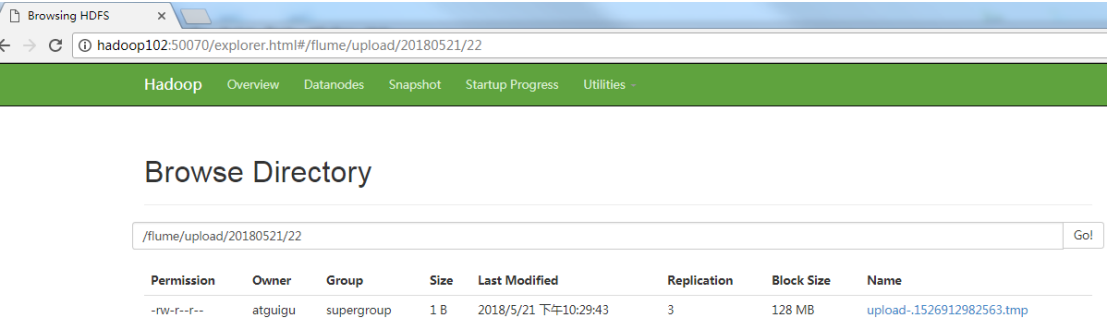 Browsing HDFS
hadoop102:50070/explorer.html#/flume/upload/20180521/22
Hadoop Overview Datanodes Snapshot Startup Progress Utilities
Browse Directory
/flume/upload/20180521/22 Go!
Permission Owner Group Size Last Modified Replication Block Size Name
-rw-r--r-- atguigu supergroup 1 B 2018/5/21 下午10:29:43 3 128 MB upload-.1526912982563.tmp